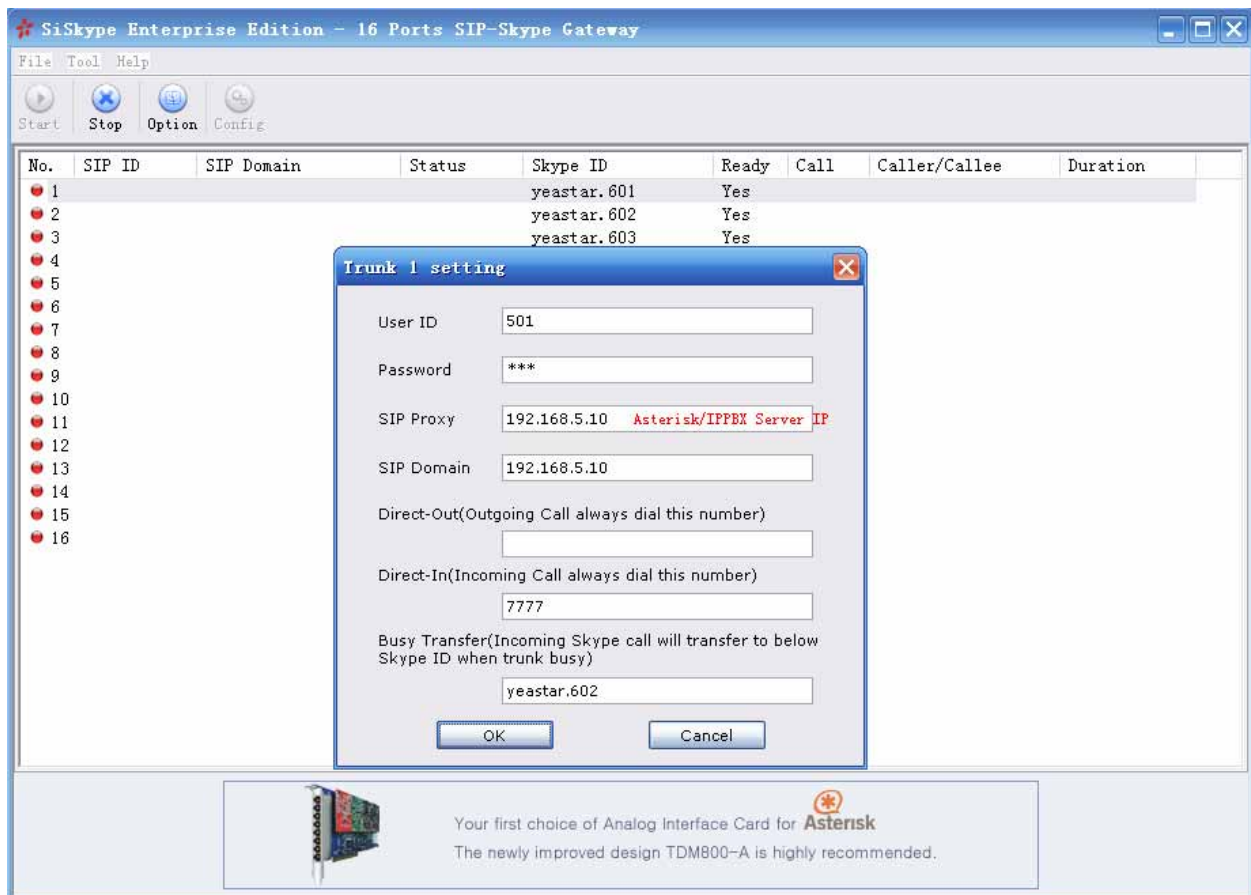 SiSkype Enterprise Edition - 16 Ports SIP-Skype Gateway
File Tool Help
Start Stop Option Config
No. SIP ID SIP Domain Status Skype ID Ready Call Caller/Callee Duration
1 yeastar.601 Yes
2 yeastar.602 Yes
3 yeastar.603 Yes
4
5
6
7
8
9
10
11
12
13
14
15
16
Trunk 1 setting
User ID 501
Password ***
SIP Proxy 192.168.5.10 Asterisk/IPPBX Server IP
SIP Domain 192.168.5.10
Direct-Out(Outgoing Call always dial this number)
Direct-In(Incoming Call always dial this number)
7777
Busy Transfer(Incoming Skype call will transfer to below
Skype ID when trunk busy)
yeastar.602
OK Cancel
Your first choice of Analog Interface Card for Asterisk
The newly improved design TDM800-A is highly recommended.